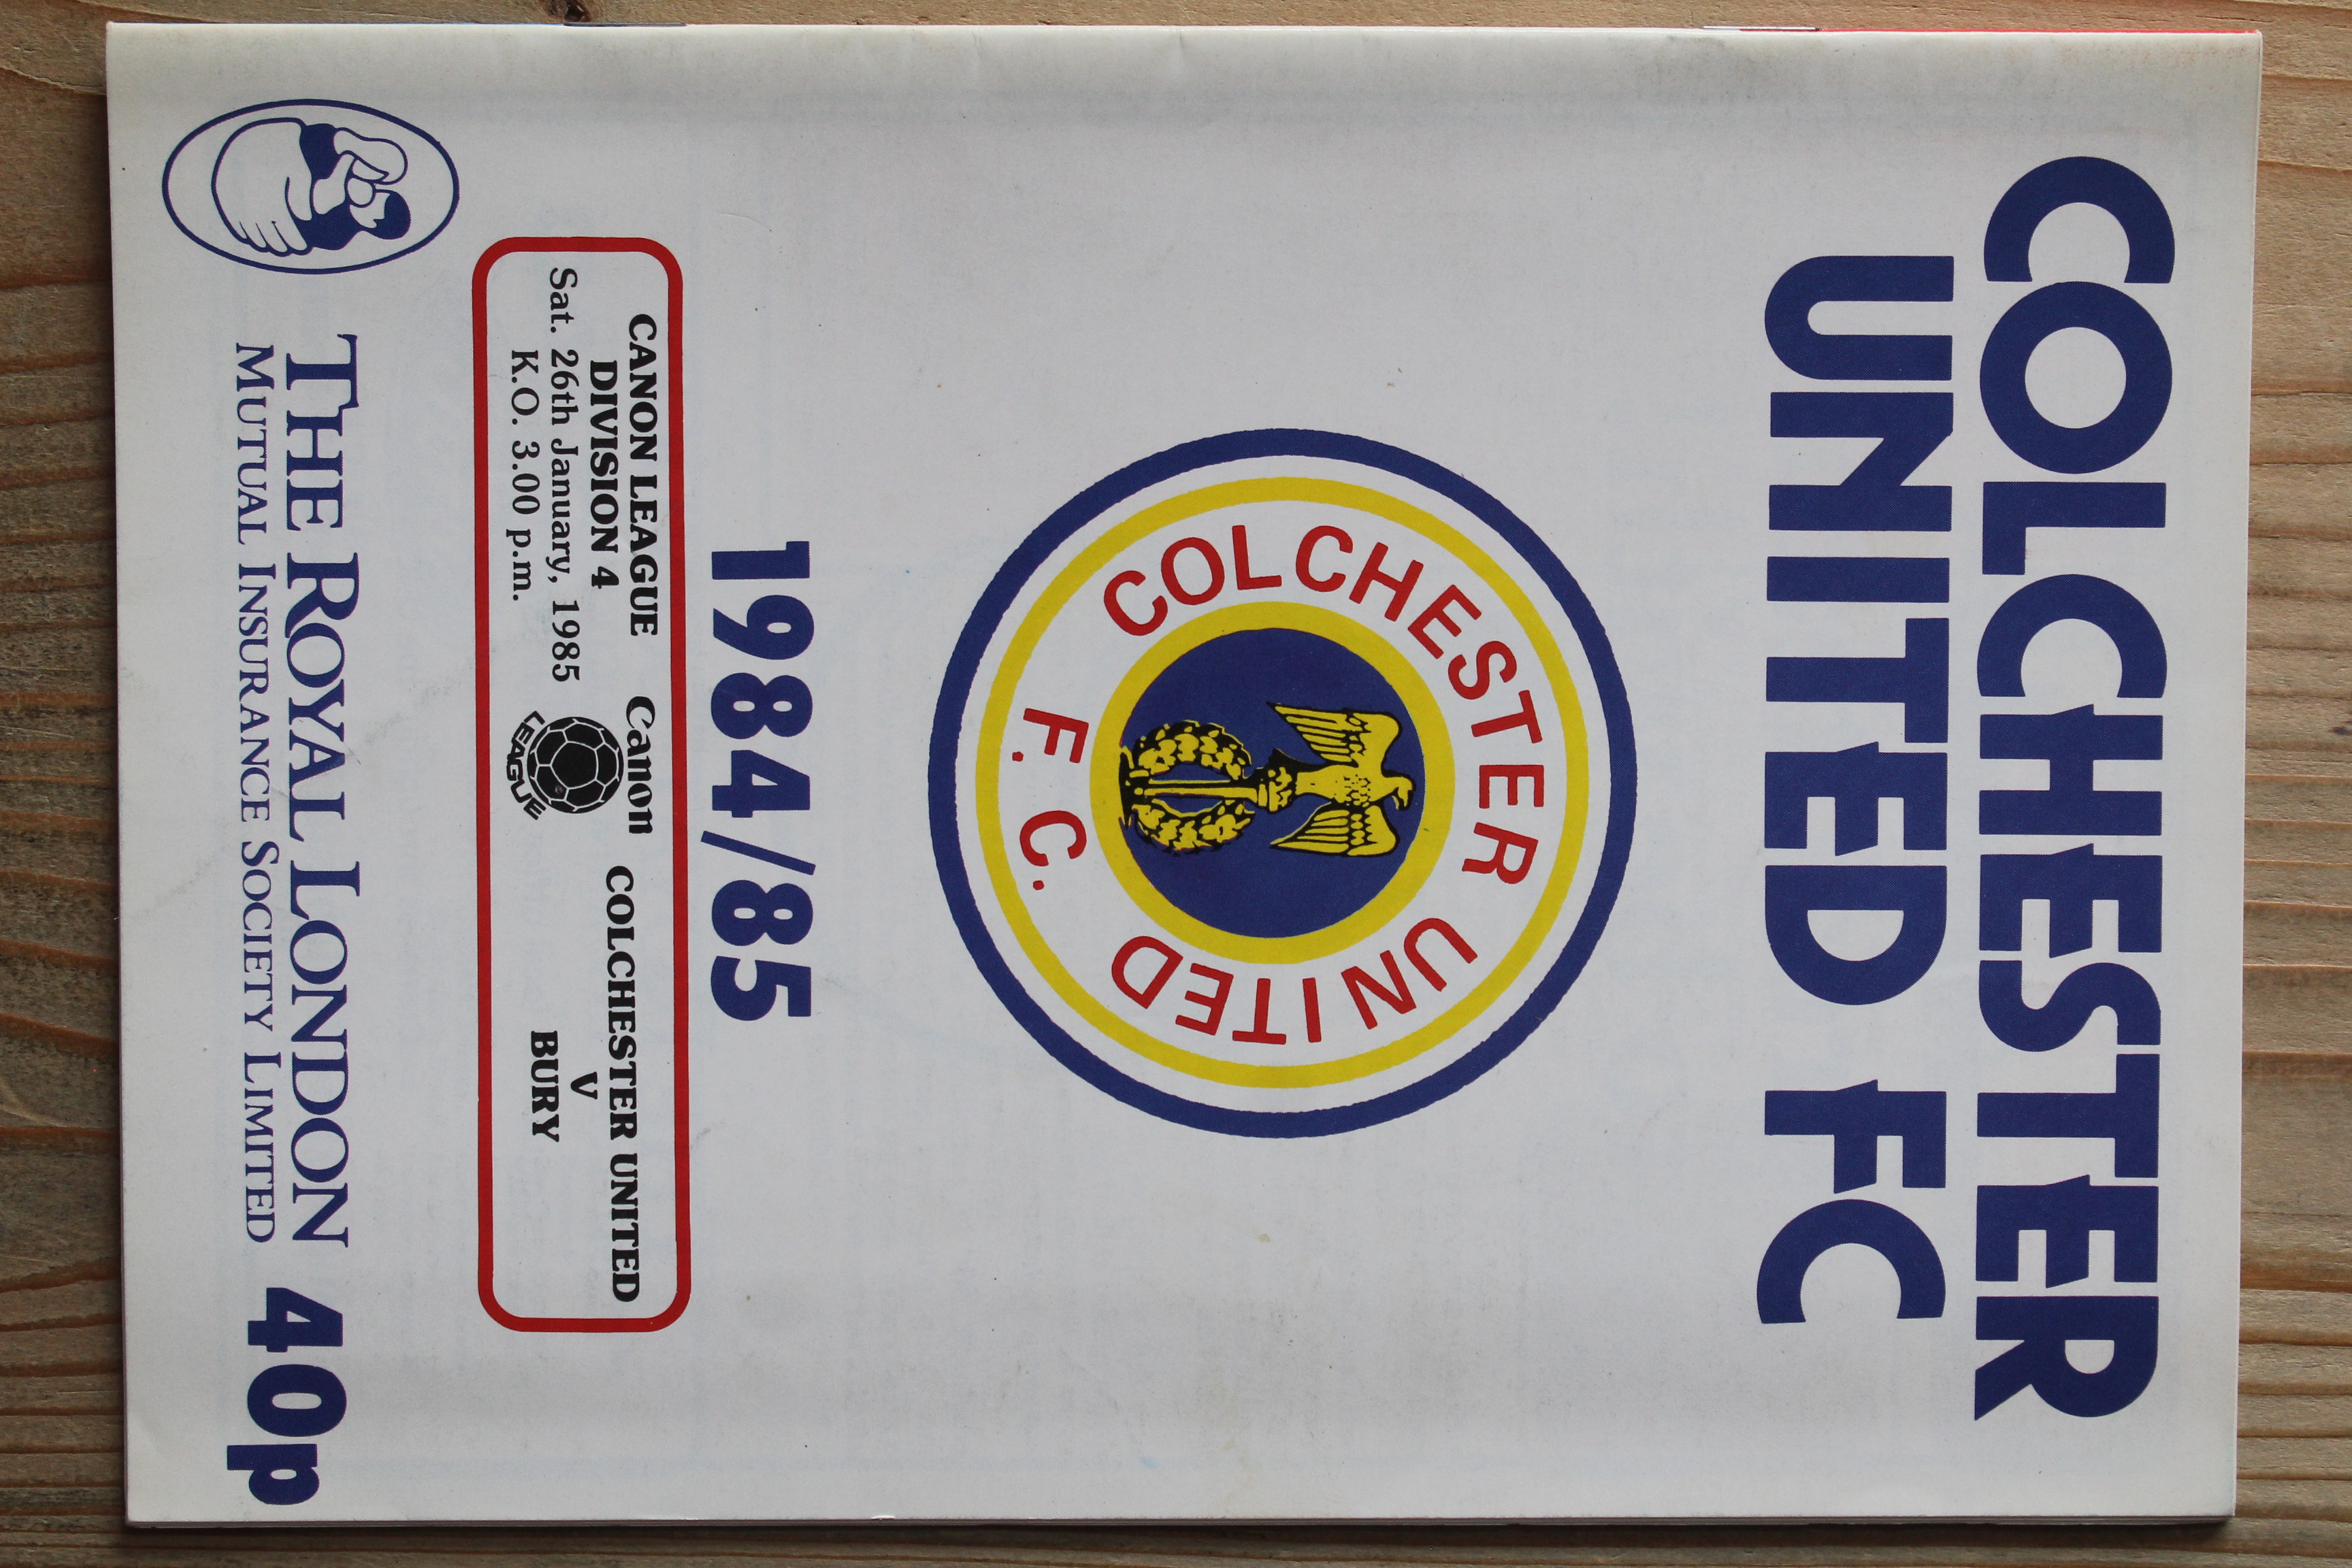 COLCHESTER
UNITED FC
COLCHESTER UNITED
F. C.
1984/85
CANON LEAGUE
DIVISION 4
Sat. 26th January, 1985
K.O. 3.00 p.m.
Canon
LEAGUE
COLCHESTER UNITED
V
BURY
THE ROYAL LONDON
MUTUAL INSURANCE SOCIETY LIMITED
40p